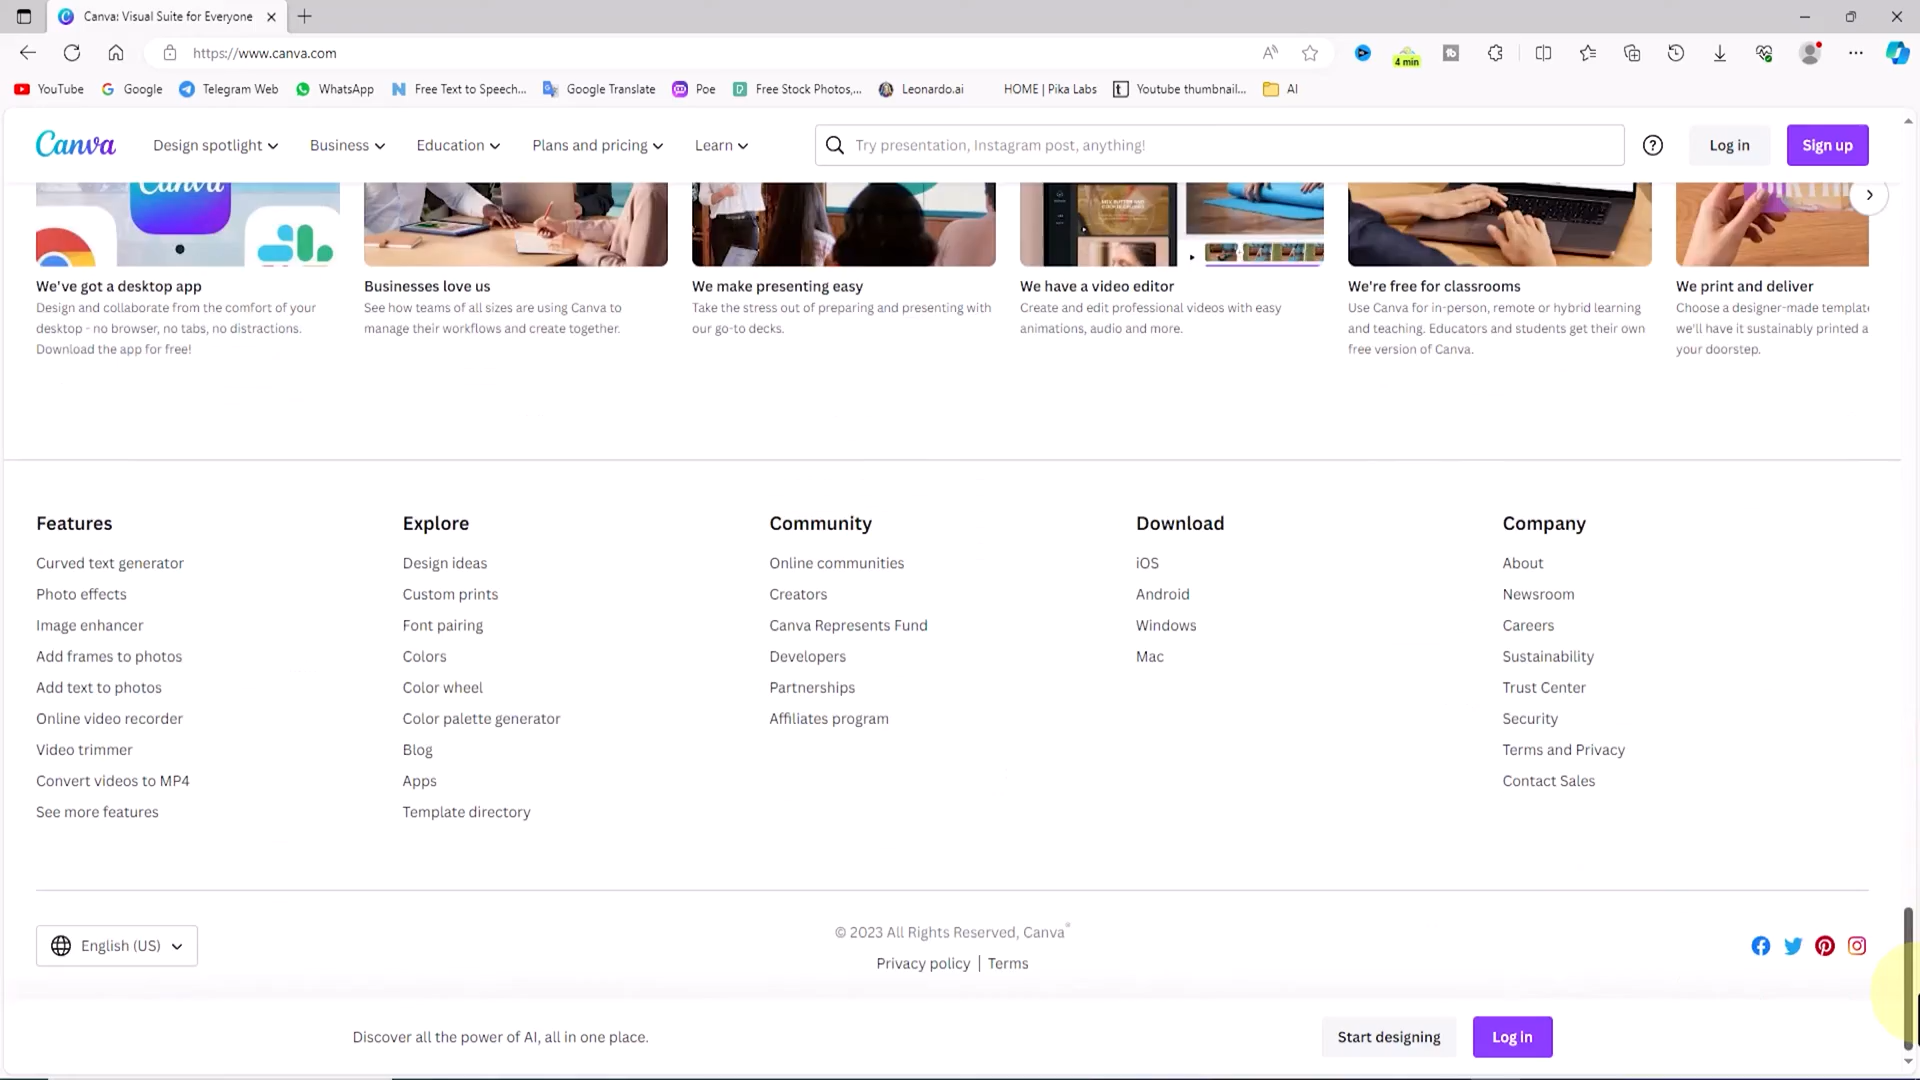 Canva: Visual Suite for Everyone
https://www.canva.com
4 min
YouTube
Google
Telegram Web
WhatsApp
Free Text to Speech...
Google Translate
Poe
Free Stock Photos,...
Leonardo.ai
HOME | Pika Labs
Youtube thumbnail...
AI
Canva
Design spotlight
Business
Education
Plans and pricing
Learn
Try presentation, Instagram post, anything!
Log in
Sign up
Canva
We've got a desktop app
Design and collaborate from the comfort of your
desktop - no browser, no tabs, no distractions.
Download the app for free!
Businesses love us
See how teams of all sizes are using Canva to
manage their workflows and create together.
We make presenting easy
Take the stress out of preparing and presenting with
our go-to decks.
We have a video editor
Create and edit professional videos with easy
animations, audio and more.
We're free for classrooms
Use Canva for in-person, remote or hybrid learning
and teaching. Educators and students get their own
free version of Canva.
We print and deliver
Choose a designer-made template
we'll have it sustainably printed a
your doorstep.
Features
Curved text generator
Photo effects
Image enhancer
Add frames to photos
Add text to photos
Online video recorder
Video trimmer
Convert videos to MP4
See more features
Explore
Design ideas
Custom prints
Font pairing
Colors
Color wheel
Color palette generator
Blog
Apps
Template directory
Community
Online communities
Creators
Canva Represents Fund
Developers
Partnerships
Affiliates program
Download
iOS
Android
Windows
Mac
Company
About
Newsroom
Careers
Sustainability
Trust Center
Security
Terms and Privacy
Contact Sales
English (US)
© 2023 All Rights Reserved, Canva®
Privacy policy | Terms
Discover all the power of AI, all in one place.
Start designing
Log in